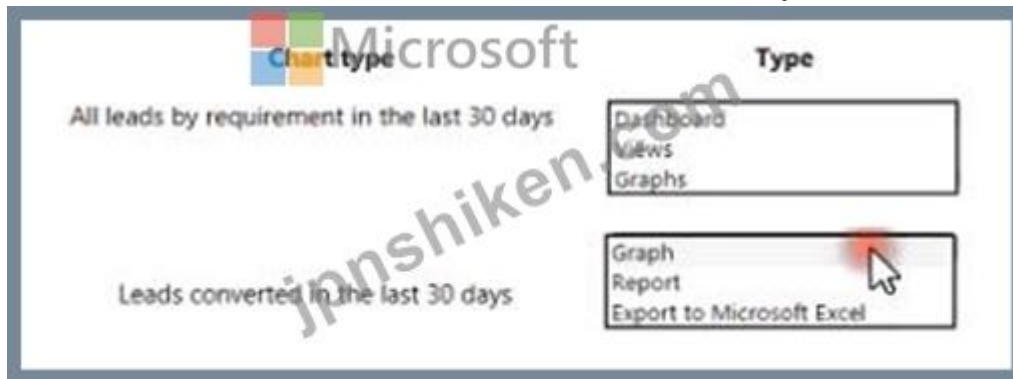 Microsoft
Chart type
Type
All leads by requirement in the last 30 days
Dashboard
Views
Graphs
jpnshiken.com
Leads converted in the last 30 days
Graph
Report
Export to Microsoft Excel